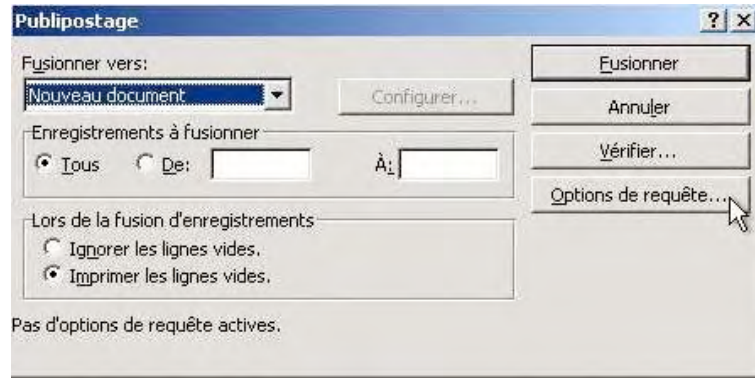 Publipostage
Fusionner vers:
Nouveau document
Configurer...
Enregistrements à fusionner
Tous De: À:
Lors de la fusion d'enregistrements
Ignorer les lignes vides.
Imprimer les lignes vides.
Pas d'options de requête actives.
Fusionner
Annuler
Vérifier...
Options de requête...